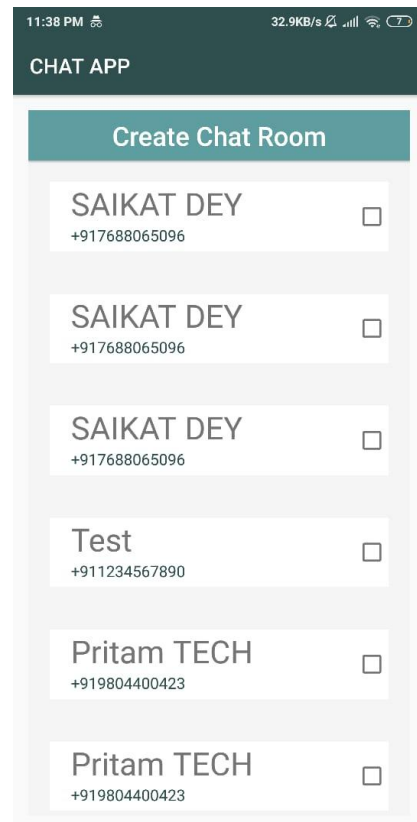 11:38 PM 32.9KB/s 7
CHAT APP
Create Chat Room
SAIKAT DEY
+917688065096
SAIKAT DEY
+917688065096
SAIKAT DEY
+917688065096
Test
+911234567890
Pritam TECH
+919804400423
Pritam TECH
+919804400423